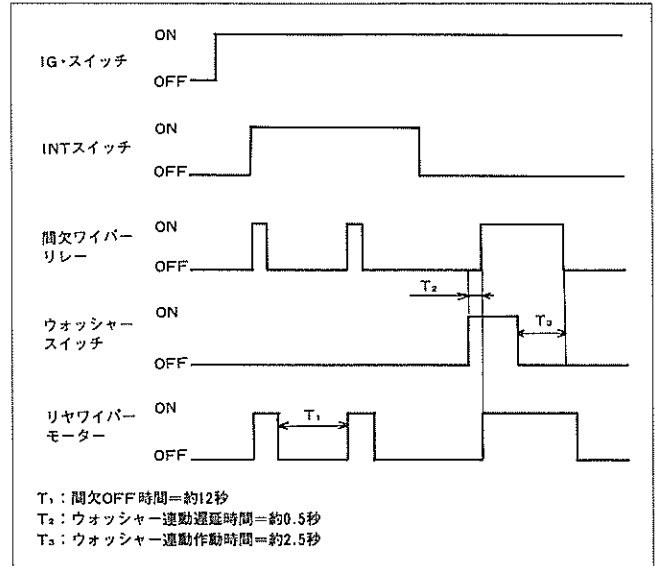 IG・スイッチ
ON
OFF
INTスイッチ
ON
OFF
間欠ワイパー
リレー
ON
OFF
T₂
ウォッシャー
スイッチ
ON
OFF
T₃
リヤワイパー
モーター
ON
OFF
T₁
T₁：間欠OFF時間＝約12秒
T₂：ウォッシャー連動遅延時間＝約0.5秒
T₃：ウォッシャー連動作動時間＝約2.5秒